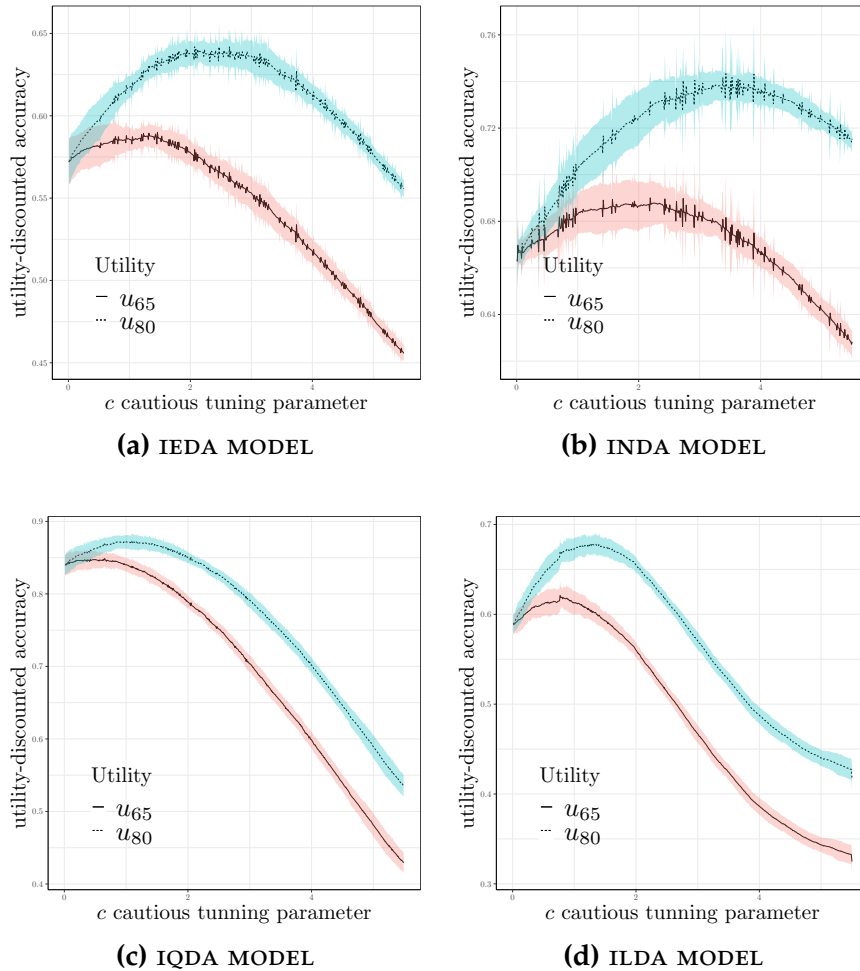 utility-discounted accuracy
0.65
0.60
0.55
0.50
0.45
Utility
u65
u80
0
2
4
c cautious tuning parameter
(a) IEDA MODEL
utility-discounted accuracy
0.76
0.72
0.68
0.64
Utility
u65
u80
0
2
4
c cautious tuning parameter
(b) INDA MODEL
utility-discounted accuracy
0.9
0.8
0.7
0.6
0.5
0.4
Utility
u65
u80
0
2
4
c cautious tunning parameter
(c) IQDA MODEL
utility-discounted accuracy
0.7
0.6
0.5
0.4
0.3
Utility
u65
u80
0
2
4
c cautious tunning parameter
(d) ILDA MODEL